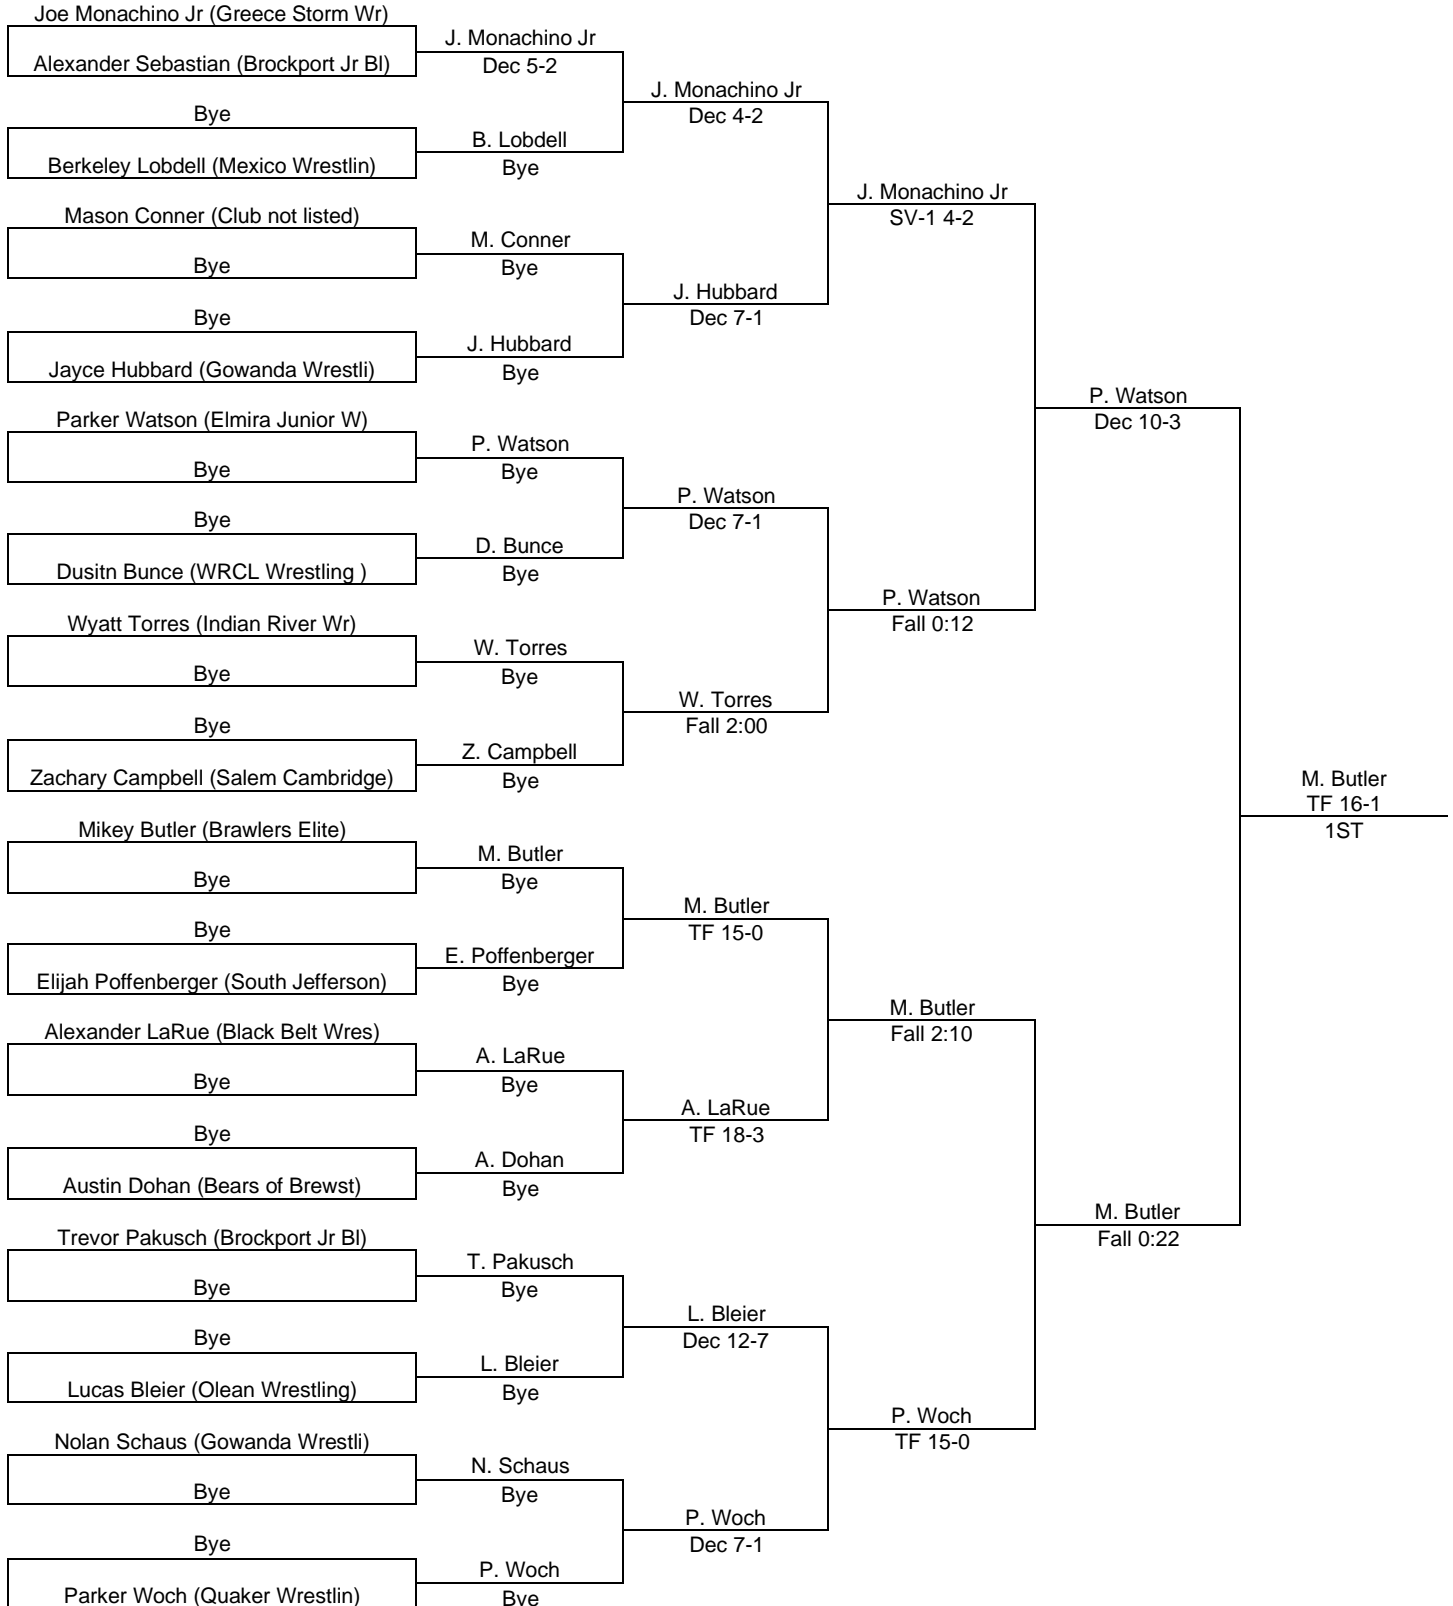 Joe Monachino Jr (Greece Storm Wr)
Alexander Sebastian (Brockport Jr Bl)
Bye
Berkeley Lobdell (Mexico Wrestlin)
Mason Conner (Club not listed)
Bye
Bye
Jayce Hubbard (Gowanda Wrestli)
Parker Watson (Elmira Junior W)
Bye
Bye
Dusitn Bunce (WRCL Wrestling )
Wyatt Torres (Indian River Wr)
Bye
Bye
Zachary Campbell (Salem Cambridge)
Mikey Butler (Brawlers Elite)
Bye
Bye
Elijah Poffenberger (South Jefferson)
Alexander LaRue (Black Belt Wres)
Bye
Bye
Austin Dohan (Bears of Brewst)
Trevor Pakusch (Brockport Jr Bl)
Bye
Bye
Lucas Bleier (Olean Wrestling)
Nolan Schaus (Gowanda Wrestli)
Bye
Bye
Parker Woch (Quaker Wrestlin)
J. Monachino Jr
Dec 5-2
B. Lobdell
Bye
M. Conner
Bye
J. Hubbard
Bye
P. Watson
Bye
D. Bunce
Bye
W. Torres
Bye
Z. Campbell
Bye
M. Butler
Bye
E. Poffenberger
Bye
A. LaRue
Bye
A. Dohan
Bye
T. Pakusch
Bye
L. Bleier
Bye
N. Schaus
Bye
P. Woch
Bye
J. Monachino Jr
Dec 4-2
J. Hubbard
Dec 7-1
P. Watson
Dec 7-1
W. Torres
Fall 2:00
M. Butler
TF 15-0
A. LaRue
TF 18-3
L. Bleier
Dec 12-7
P. Woch
Dec 7-1
J. Monachino Jr
SV-1 4-2
P. Watson
Fall 0:12
M. Butler
Fall 2:10
P. Woch
TF 15-0
P. Watson
Dec 10-3
M. Butler
Fall 0:22
M. Butler
TF 16-1
1ST